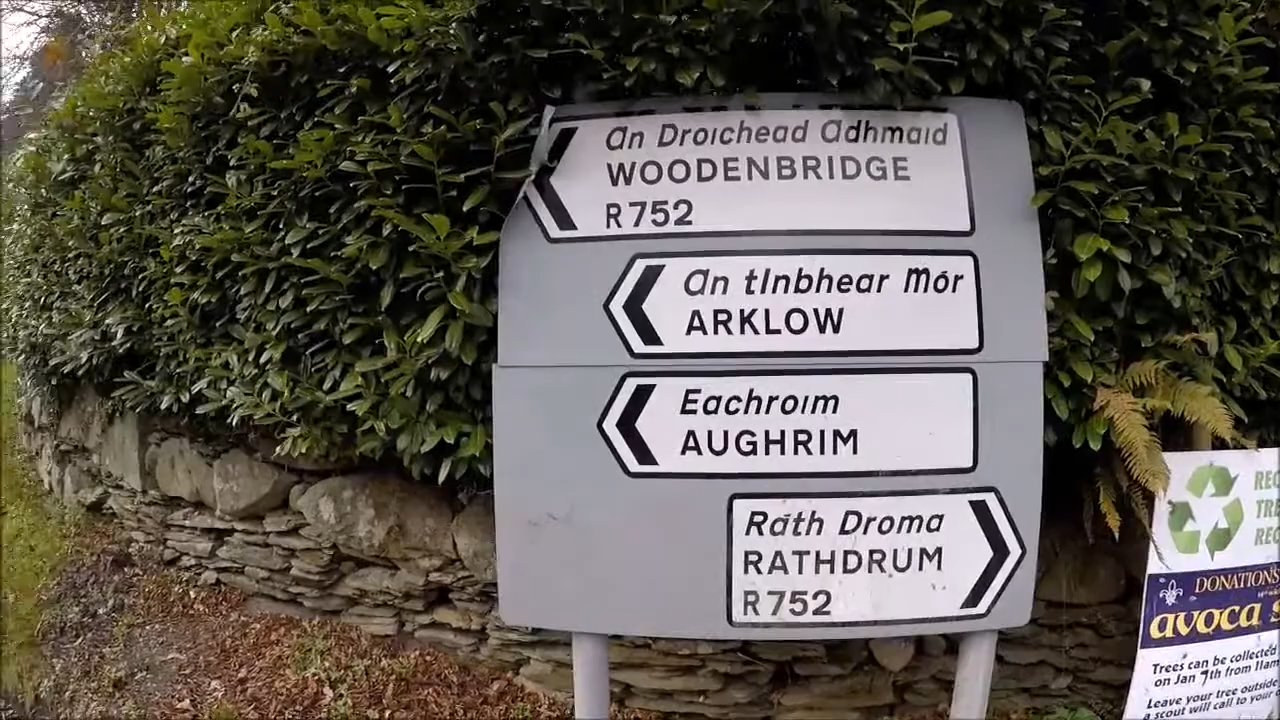 An Droichead Adhmaid
WOODENBRIDGE
R752
An tInbhear Mór
ARKLOW
Eachroim
AUGHRIM
Ráth Droma
RATHDRUM
R752
DONATIONS
avoca
Trees can be collected
on Jan 7th from 11am
Leave your tree outside
a scout will call to your